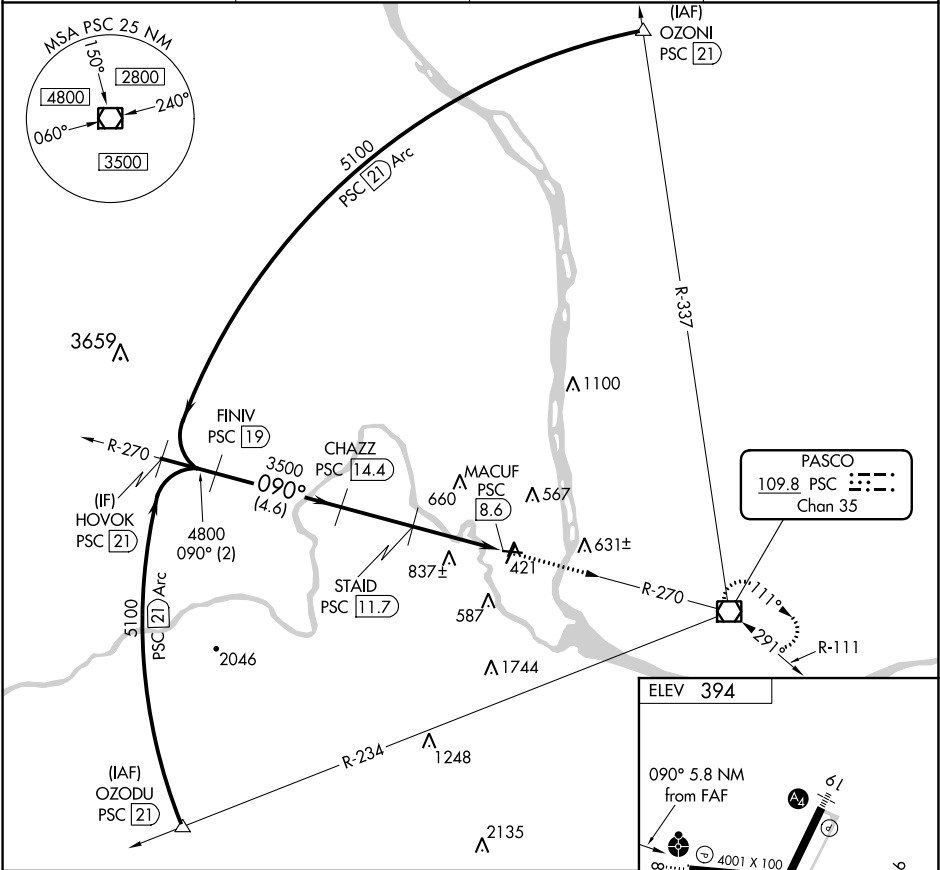 MSA PSC 25 NM
150°
2800
4800
240°
060°
3500
(IAF)
OZONI
PSC 21
5100
PSC 21 Arc
R-337
3659
1100
FINIV
PSC 19
R-270
CHAZZ
PSC 14.4
3500
090°
(4.6)
MACUF
PSC
8.6
660
567
PASCO
109.8 PSC
Chan 35
(IF)
HOVOK
PSC 21
4800
090° (2)
STAID
PSC 11.7
837±
421
631±
R-270
111°
587
291°
R-111
5100
PSC 21 Arc
2046
1744
R-234
1248
(IAF)
OZODU
PSC 21
2135
ELEV 394
090° 5.8 NM
from FAF
A4
19
P
P
4001 X 100
8